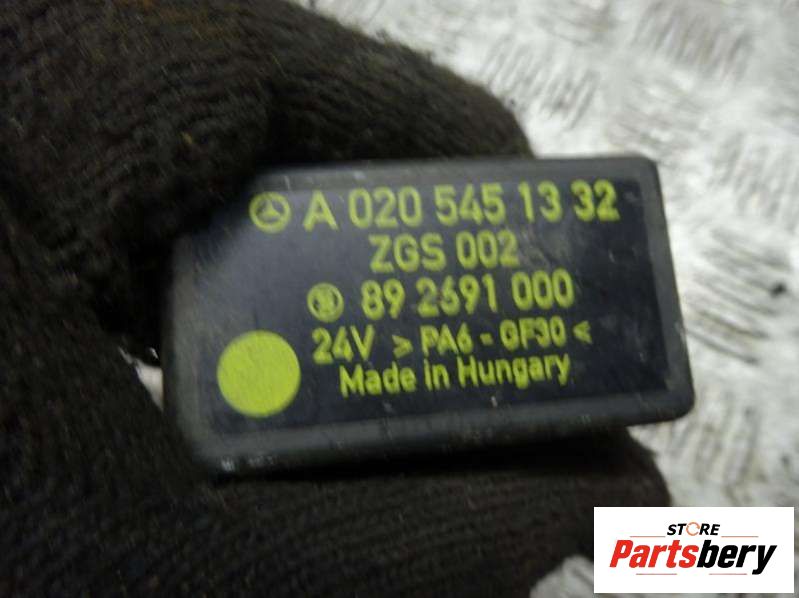 A 020 545 13 32
ZGS 002
89 2691 000
24V > PA6 - GF30 <
Made in Hungary
STORE
Partsbery